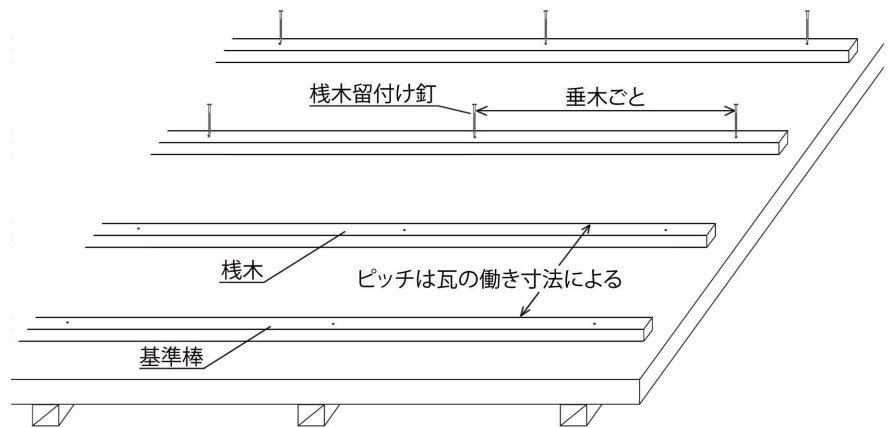 桟木留付け釘
垂木ごと
桟木
ピッチは瓦の働き寸法による
基準棒